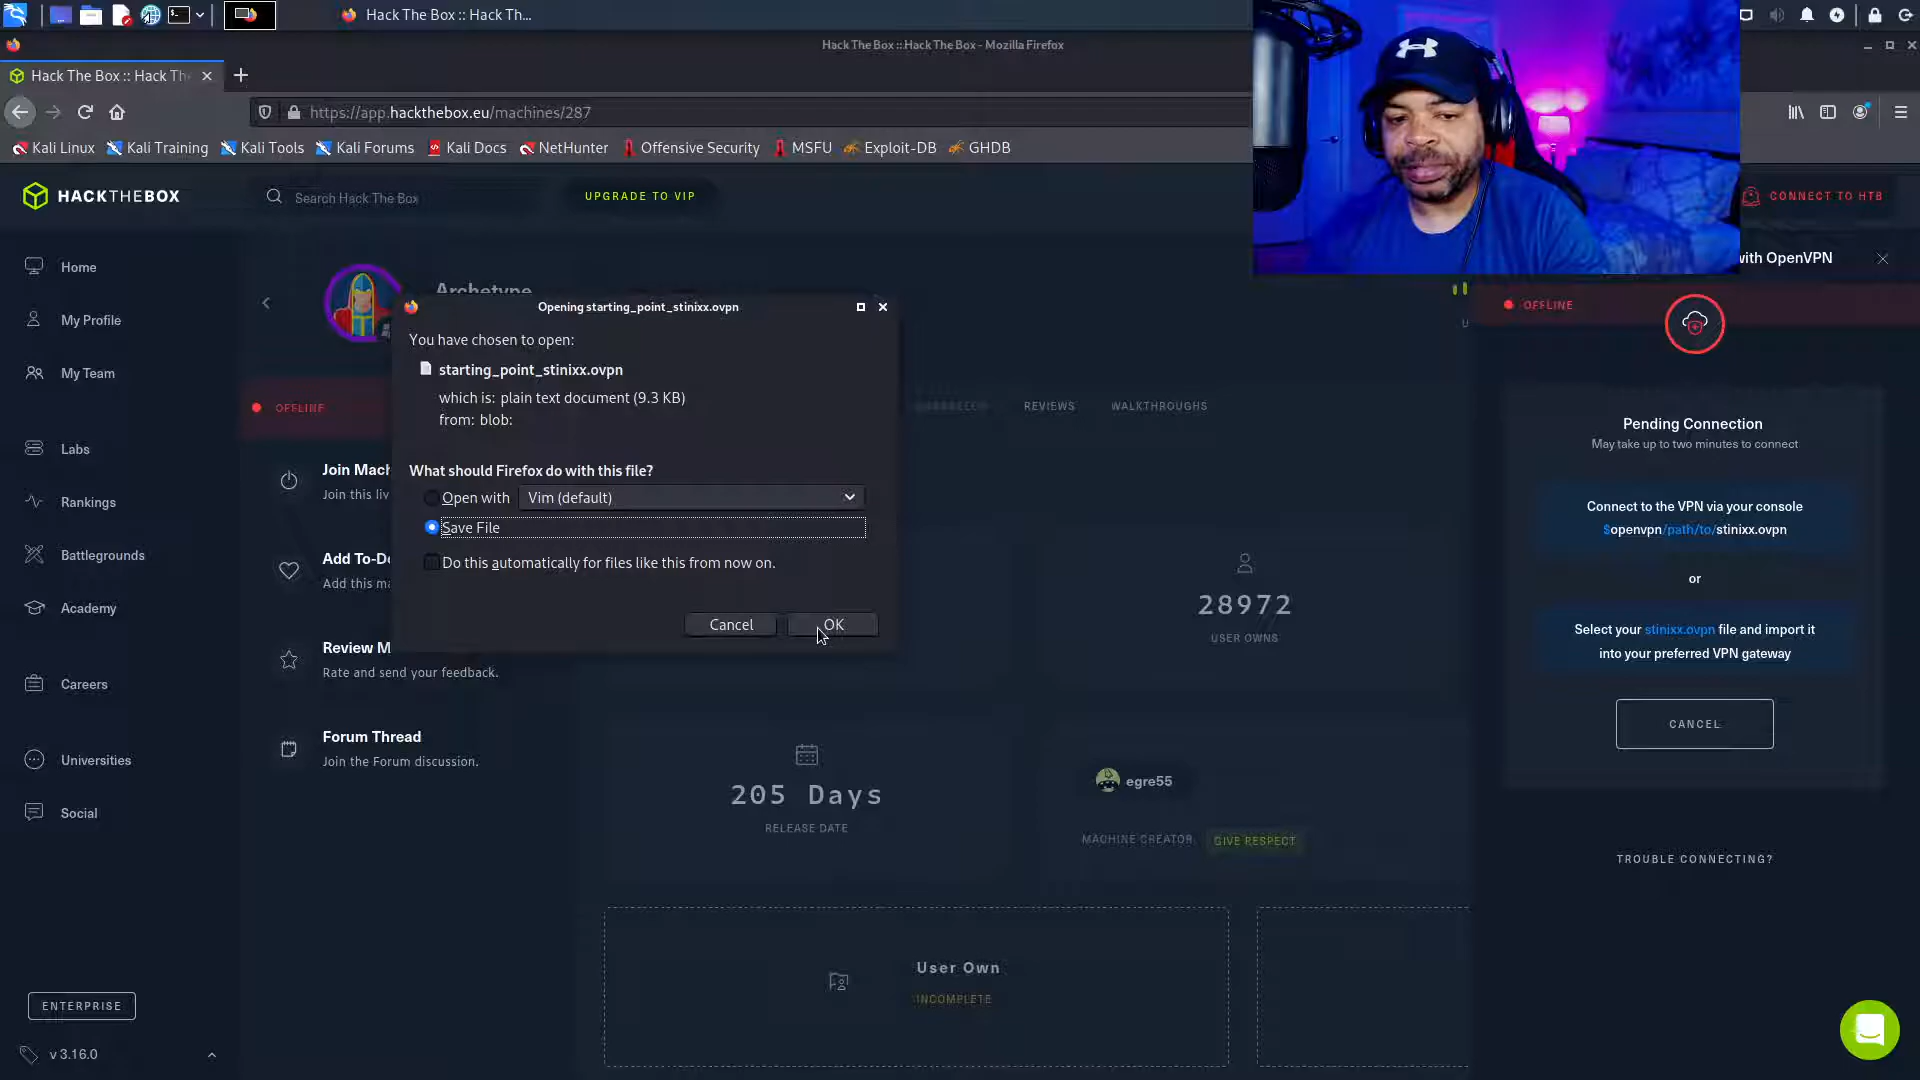 Hack The Box :: Hack Th...
Hack The Box :: Hack The Box - Mozilla Firefox
Hack The Box :: Hack The
https://app.hackthebox.eu/machines/287
Kali Linux
Kali Training
Kali Tools
Kali Forums
Kali Docs
NetHunter
Offensive Security
MSFU
Exploit-DB
GHDB
HACKTHEBOX
Search Hack The Box
UPGRADE TO VIP
CONNECT TO HTB
Home
My Profile
My Team
Labs
Rankings
Battlegrounds
Academy
Careers
Universities
Social
ENTERPRISE
v 3.16.0
Archetype
OFFLINE
REVIEWS
WALKTHROUGHS
Join Mach
Join this liv
Add To-Do
Add this ma
Review M
Rate and send your feedback.
Forum Thread
Join the Forum discussion.
Opening starting_point_stinixx.ovpn
You have chosen to open:
starting_point_stinixx.ovpn
which is: plain text document (9.3 KB)
from: blob:
What should Firefox do with this file?
Open with
Vim (default)
Save File
Do this automatically for files like this from now on.
Cancel
OK
28972
USER OWNS
205 Days
RELEASE DATE
egre55
MACHINE CREATOR
GIVE RESPECT
User Own
INCOMPLETE
with OpenVPN
OFFLINE
Pending Connection
May take up to two minutes to connect
Connect to the VPN via your console
$openvpn/path/to/stinixx.ovpn
or
Select your stinixx.ovpn file and import it
into your preferred VPN gateway
CANCEL
TROUBLE CONNECTING?